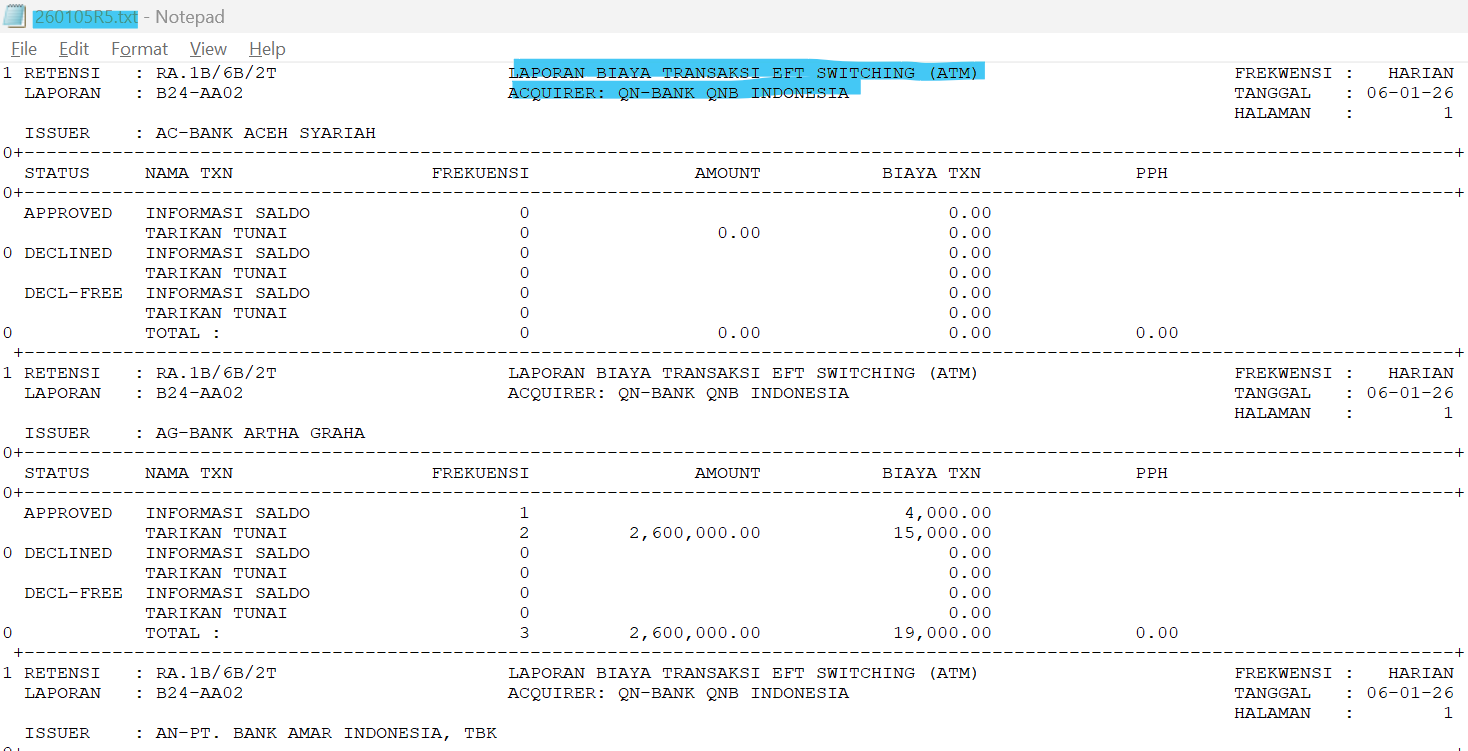 260105R5.txt - Notepad
File Edit Format View Help
1 RETENSI : RA.1B/6B/2T LAPORAN BIAYA TRANSAKSI EFT SWITCHING (ATM) FREKWENSI : HARIAN
LAPORAN : B24-AA02 ACQUIRER: QN-BANK QNB INDONESIA TANGGAL : 06-01-26
HALAMAN : 1
ISSUER : AC-BANK ACEH SYARIAH
0+-----------------------------------------------------------------------------------------------------------------------------------+
STATUS NAMA TXN FREKUENSI AMOUNT BIAYA TXN PPH
0+-----------------------------------------------------------------------------------------------------------------------------------+
APPROVED INFORMASI SALDO 0 0.00
TARIKAN TUNAI 0 0.00 0.00
0 DECLINED INFORMASI SALDO 0 0.00
TARIKAN TUNAI 0 0.00
DECL-FREE INFORMASI SALDO 0 0.00
TARIKAN TUNAI 0 0.00
0 TOTAL : 0 0.00 0.00 0.00
+-----------------------------------------------------------------------------------------------------------------------------------+
1 RETENSI : RA.1B/6B/2T LAPORAN BIAYA TRANSAKSI EFT SWITCHING (ATM) FREKWENSI : HARIAN
LAPORAN : B24-AA02 ACQUIRER: QN-BANK QNB INDONESIA TANGGAL : 06-01-26
HALAMAN : 1
ISSUER : AG-BANK ARTHA GRAHA
0+-----------------------------------------------------------------------------------------------------------------------------------+
STATUS NAMA TXN FREKUENSI AMOUNT BIAYA TXN PPH
0+-----------------------------------------------------------------------------------------------------------------------------------+
APPROVED INFORMASI SALDO 1 4,000.00
TARIKAN TUNAI 2 2,600,000.00 15,000.00
0 DECLINED INFORMASI SALDO 0 0.00
TARIKAN TUNAI 0 0.00
DECL-FREE INFORMASI SALDO 0 0.00
TARIKAN TUNAI 0 0.00
0 TOTAL : 3 2,600,000.00 19,000.00 0.00
+-----------------------------------------------------------------------------------------------------------------------------------+
1 RETENSI : RA.1B/6B/2T LAPORAN BIAYA TRANSAKSI EFT SWITCHING (ATM) FREKWENSI : HARIAN
LAPORAN : B24-AA02 ACQUIRER: QN-BANK QNB INDONESIA TANGGAL : 06-01-26
HALAMAN : 1
ISSUER : AN-PT. BANK AMAR INDONESIA, TBK